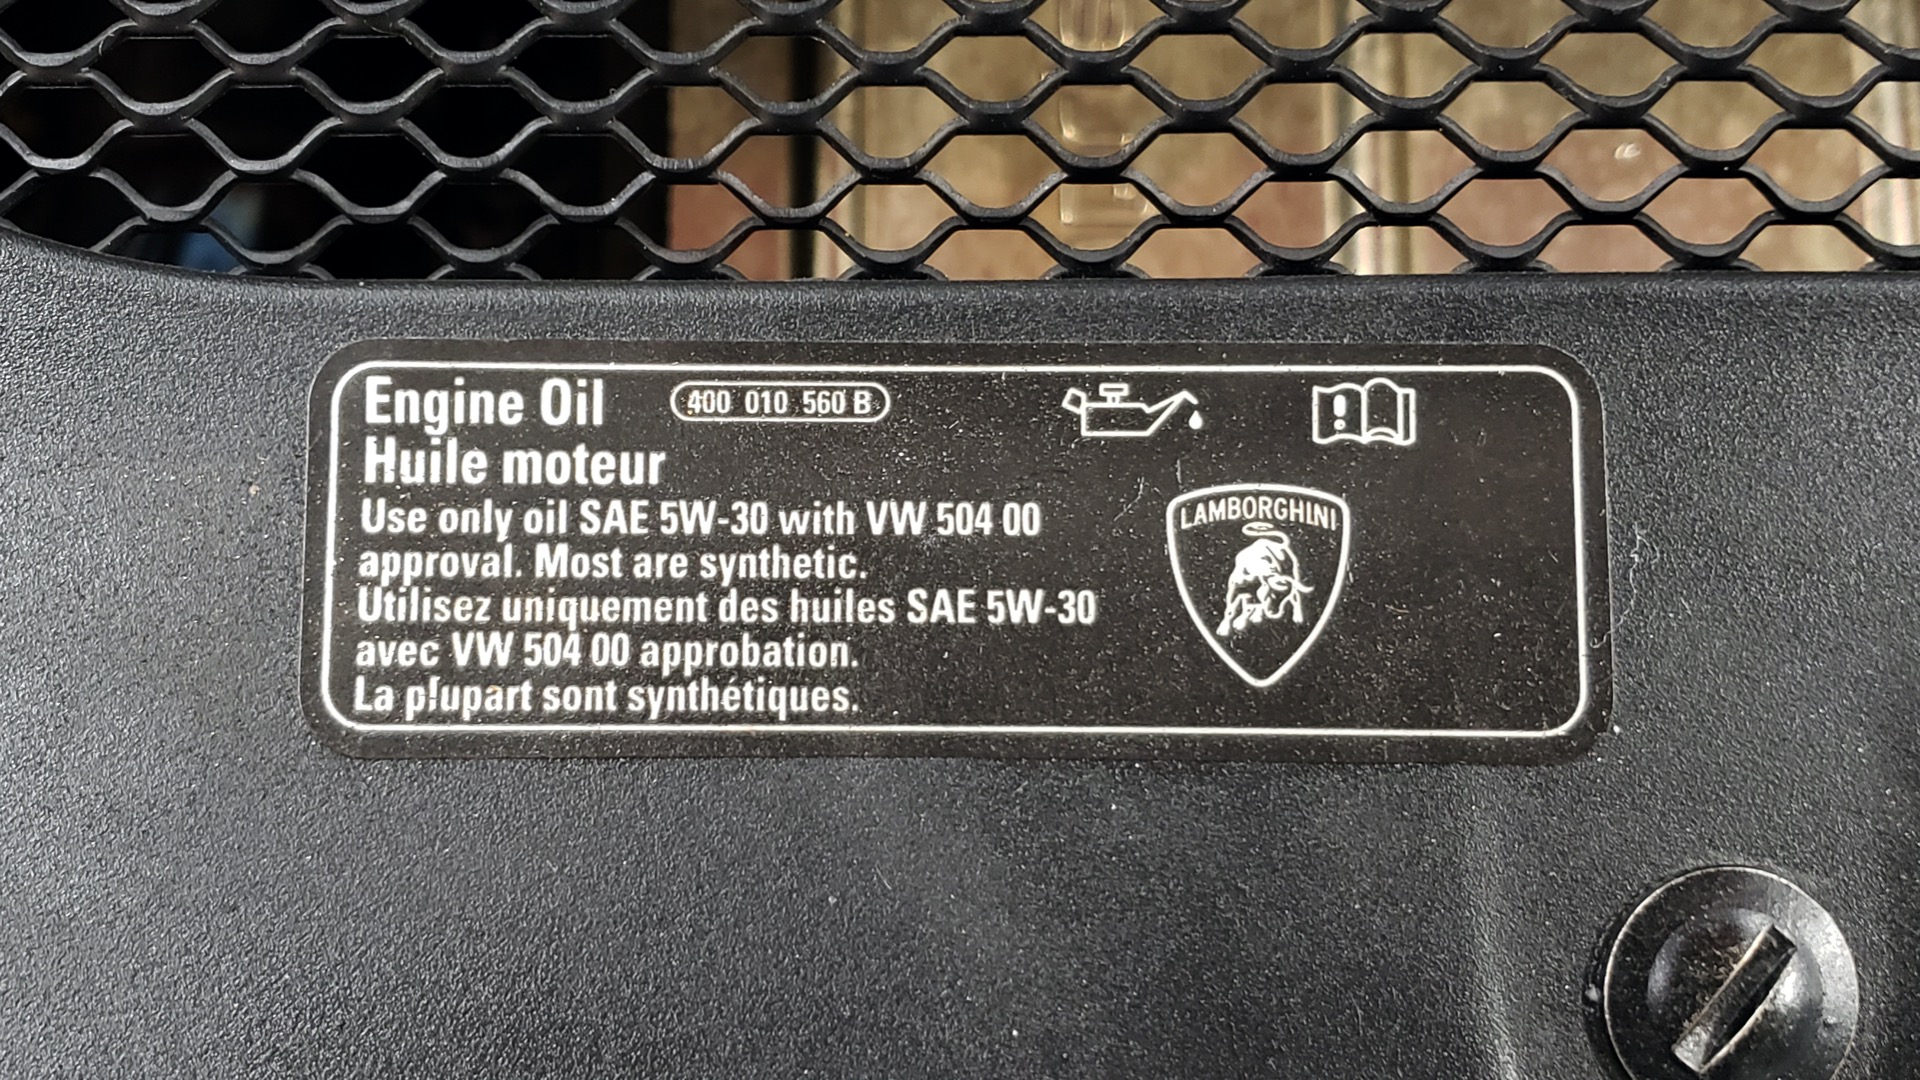 Engine Oil 400 010 560 B
Huile moteur
Use only oil SAE 5W-30 with VW 504 00
approval. Most are synthetic.
Utilisez uniquement des huiles SAE 5W-30
avec VW 504 00 approbation.
La plupart sont synthétiques.
LAMBORGHINI